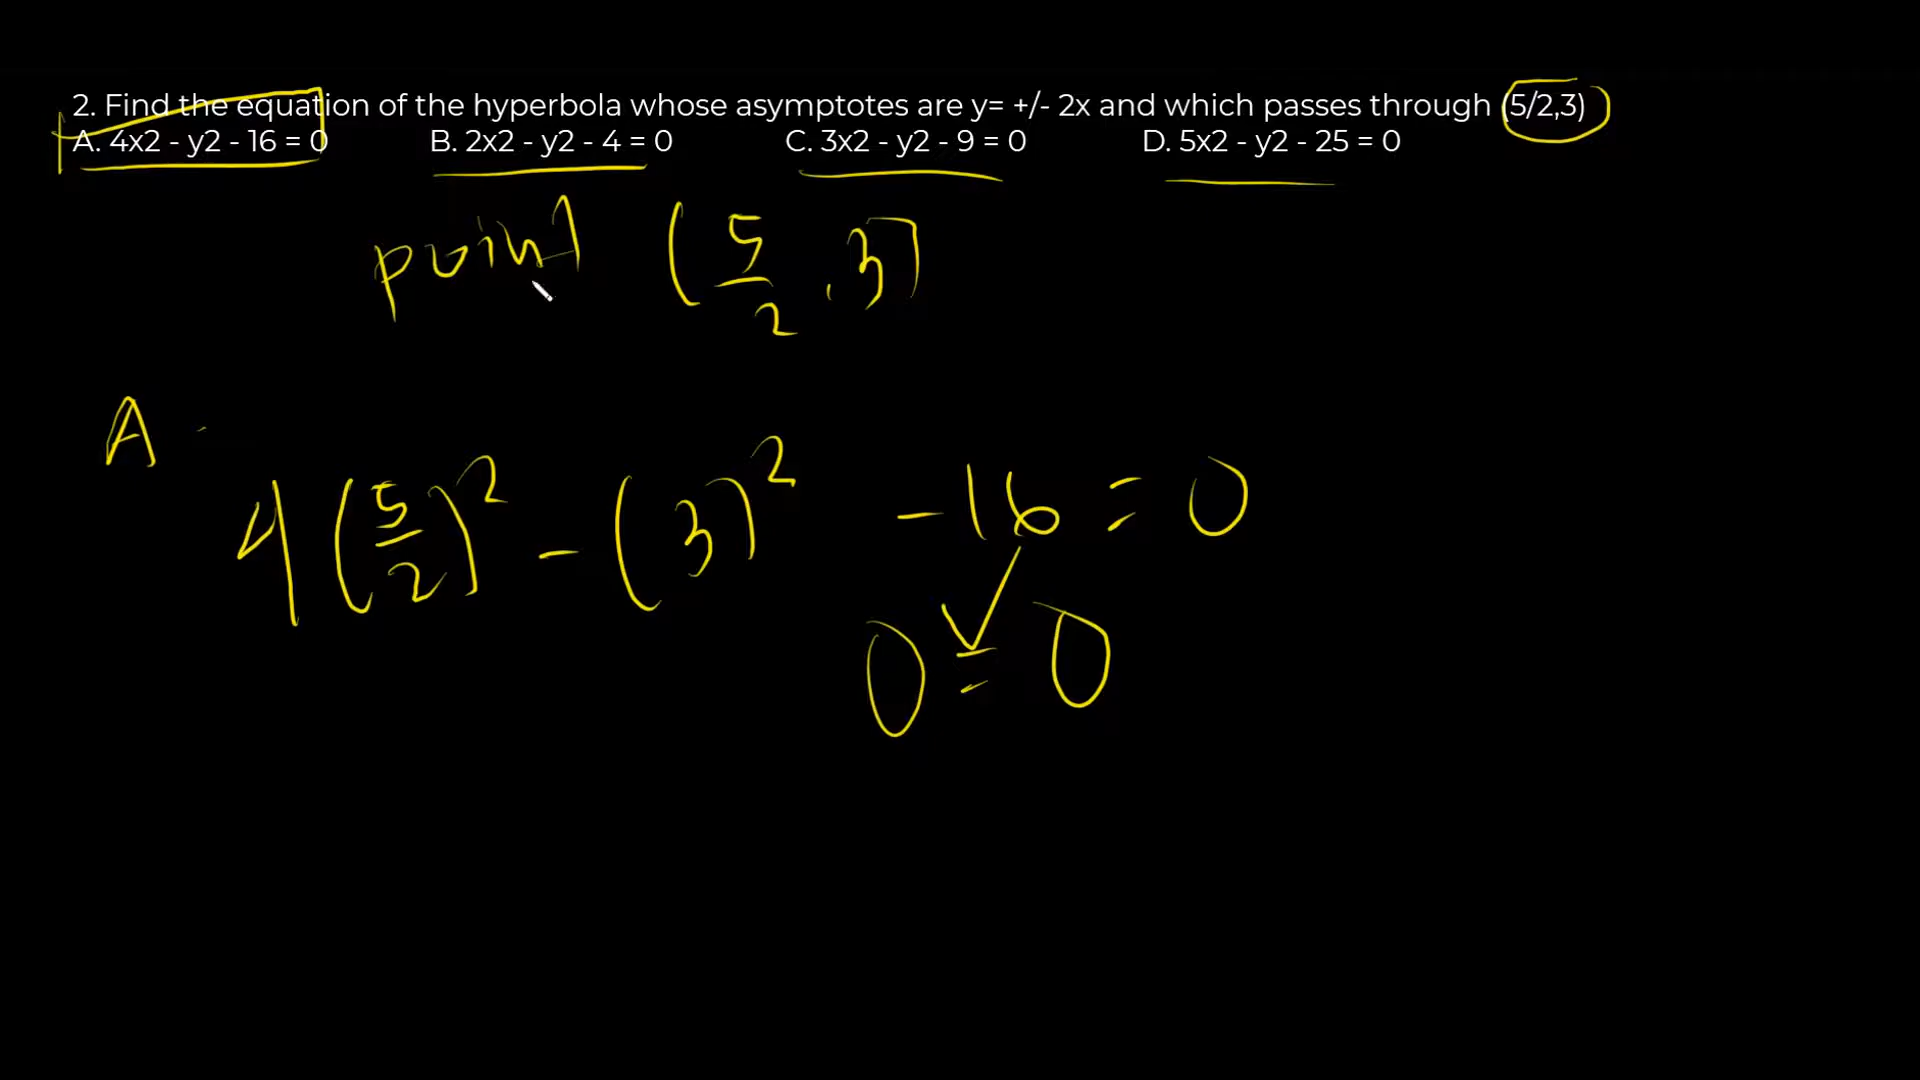 2. Find the equation of the hyperbola whose asymptotes are y= +/- 2x and which passes through (5/2,3)
A. 4x2 - y2 - 16 = 0 B. 2x2 - y2 - 4 = 0 C. 3x2 - y2 - 9 = 0 D. 5x2 - y2 - 25 = 0
point (5/2, 3)
A
4(5/2)² - (3)² - 16 = 0
0 = 0